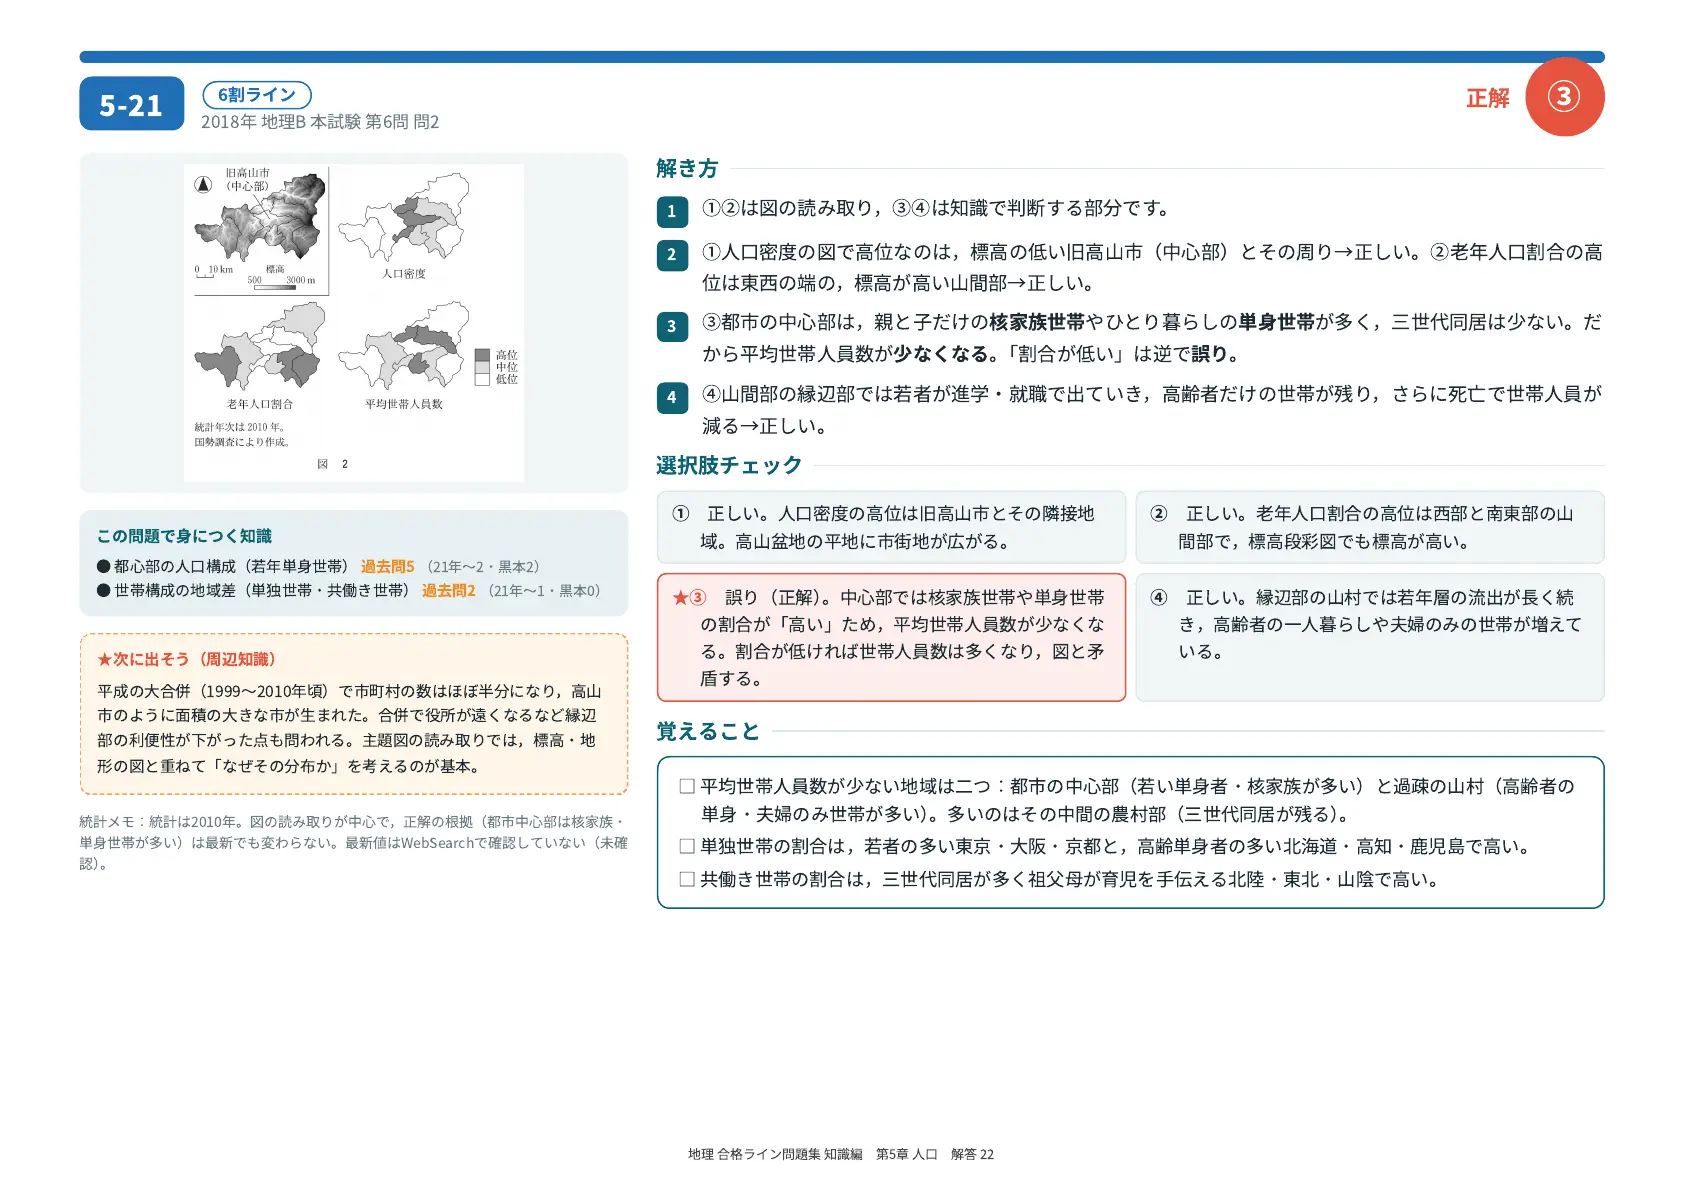 5-21
6割ライン
2018年 地理B 本試験 第6問 問2
正解
③
旧高山市
（中心部）
0 10 km
標高
500 3000 m
人口密度
老年人口割合
平均世帯人員数
高位
中位
低位
統計年次は 2010 年。
国勢調査により作成。
図 2
この問題で身につく知識
●都心部の人口構成（若年単身世帯） 過去問5 （21年〜2・黒本2）
●世帯構成の地域差（単独世帯・共働き世帯） 過去問2 （21年〜1・黒本0）
★次に出そう（周辺知識）
平成の大合併（1999〜2010年頃）で市町村の数はほぼ半分になり，高山
市のように面積の大きな市が生まれた。合併で役所が遠くなるなど縁辺
部の利便性が下がった点も問われる。主題図の読み取りでは，標高・地
形の図と重ねて「なぜその分布か」を考えるのが基本。
統計メモ：統計は2010年。図の読み取りが中心で，正解の根拠（都市中心部は核家族・
単身世帯が多い）は最新でも変わらない。最新値はWebSearchで確認していない（未確
認）。
解き方
1 ①②は図の読み取り，③④は知識で判断する部分です。
2 ①人口密度の図で高位なのは，標高の低い旧高山市（中心部）とその周り→正しい。②老年人口割合の高
位は東西の端の，標高が高い山間部→正しい。
3 ③都市の中心部は，親と子だけの核家族世帯やひとり暮らしの単身世帯が多く，三世代同居は少ない。だ
から平均世帯人員数が少なくなる。「割合が低い」は逆で誤り。
4 ④山間部の縁辺部では若者が進学・就職で出ていき，高齢者だけの世帯が残り，さらに死亡で世帯人員が
減る→正しい。
選択肢チェック
① 正しい。人口密度の高位は旧高山市とその隣接地
域。高山盆地の平地に市街地が広がる。
② 正しい。老年人口割合の高位は西部と南東部の山
間部で，標高段彩図でも標高が高い。
★③ 誤り（正解）。中心部では核家族世帯や単身世帯
の割合が「高い」ため，平均世帯人員数が少なくな
る。割合が低ければ世帯人員数は多くなり，図と矛
盾する。
④ 正しい。縁辺部の山村では若年層の流出が長く続
き，高齢者の一人暮らしや夫婦のみの世帯が増えて
いる。
覚えること
□ 平均世帯人員数が少ない地域は二つ：都市の中心部（若い単身者・核家族が多い）と過疎の山村（高齢者の
単身・夫婦のみ世帯が多い）。多いのはその中間の農村部（三世代同居が残る）。
□ 単独世帯の割合は，若者の多い東京・大阪・京都と，高齢単身者の多い北海道・高知・鹿児島で高い。
□ 共働き世帯の割合は，三世代同居が多く祖父母が育児を手伝える北陸・東北・山陰で高い。
地理 合格ライン問題集 知識編 第5章 人口 解答 22